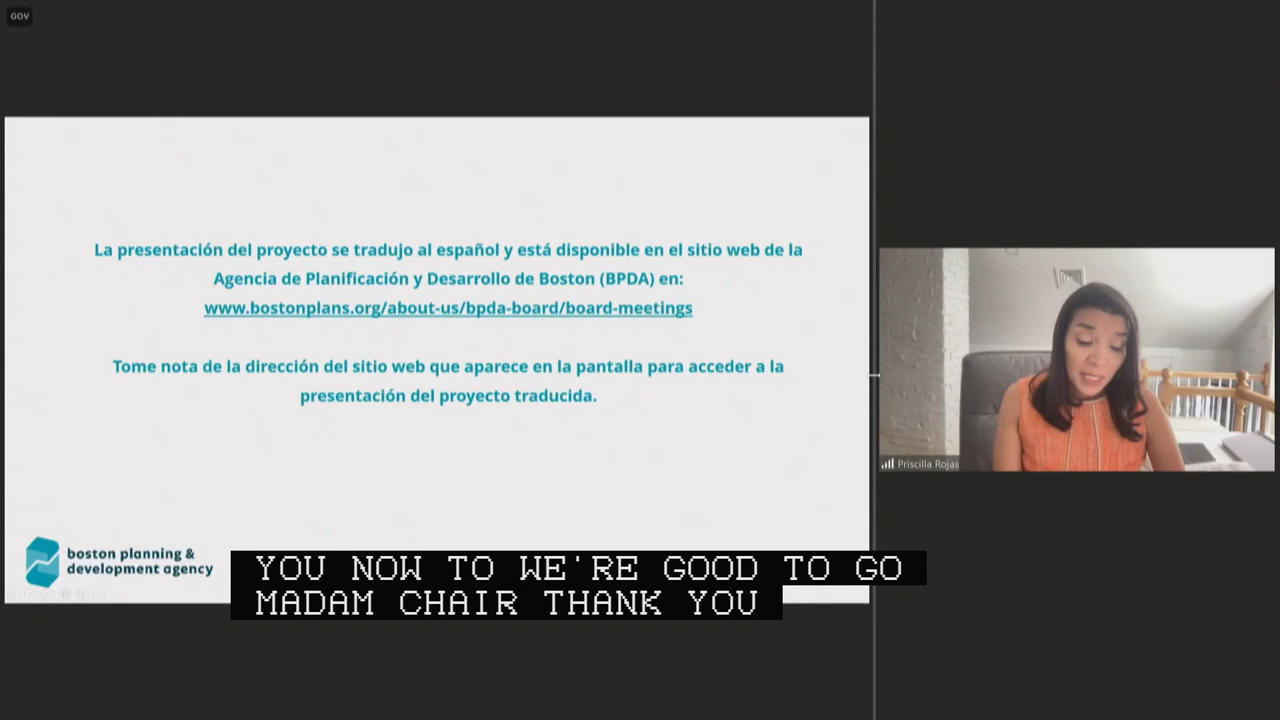 GOV
La presentación del proyecto se tradujo al español y está disponible en el sitio web de la
Agencia de Planificación y Desarrollo de Boston (BPDA) en:
www.bostonplans.org/about-us/bpda-board/board-meetings
Tome nota de la dirección del sitio web que aparece en la pantalla para acceder a la
presentación del proyecto traducida.
boston planning &
development agency
YOU NOW TO WE'RE GOOD TO GO
MADAM CHAIR THANK YOU
Priscilla Rojas